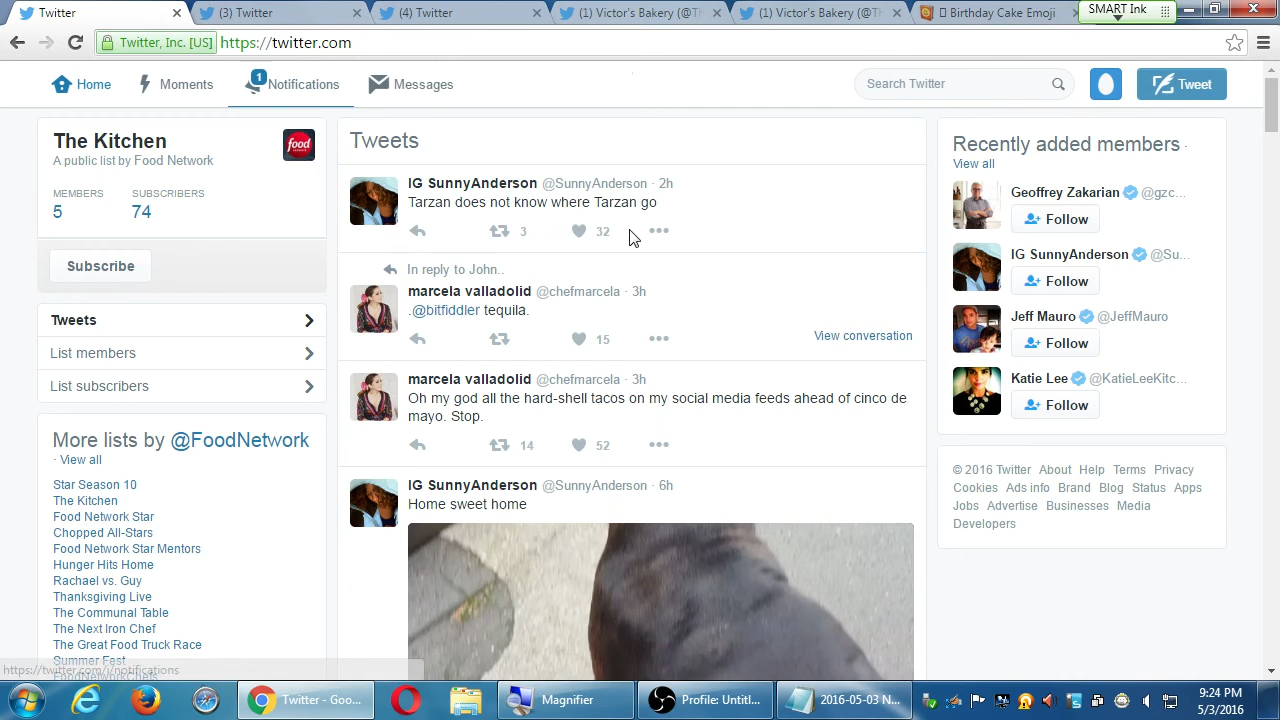 Twitter
(3) Twitter
(4) Twitter
(1) Victor's Bakery (@Th
(1) Victor's Bakery (@Th
Birthday Cake Emoji
SMART Ink
Twitter, Inc. [US]
https://twitter.com
Home
Moments
1
Notifications
Messages
Search Twitter
Tweet
The Kitchen
A public list by Food Network
food
MEMBERS
5
SUBSCRIBERS
74
Subscribe
Tweets
List members
List subscribers
More lists by @FoodNetwork
· View all
Star Season 10
The Kitchen
Food Network Star
Chopped All-Stars
Food Network Star Mentors
Hunger Hits Home
Rachael vs. Guy
Thanksgiving Live
The Communal Table
The Next Iron Chef
The Great Food Truck Race
Summer Fest
FoodNetworkChefs
Tweets
IG SunnyAnderson @SunnyAnderson · 2h
Tarzan does not know where Tarzan go
3
32
In reply to John..
marcela valladolid @chefmarcela · 3h
.@bitfiddler tequila.
15
View conversation
marcela valladolid @chefmarcela · 3h
Oh my god all the hard-shell tacos on my social media feeds ahead of cinco de
mayo. Stop.
14
52
IG SunnyAnderson @SunnyAnderson · 6h
Home sweet home
Recently added members ·
View all
Geoffrey Zakarian @gzc...
Follow
IG SunnyAnderson @Su...
Follow
Jeff Mauro @JeffMauro
Follow
Katie Lee @KatieLeeKitc...
Follow
© 2016 Twitter About Help Terms Privacy
Cookies Ads info Brand Blog Status Apps
Jobs Advertise Businesses Media
Developers
https://twitter.com/i/notifications
Twitter - Goo...
Magnifier
Profile: Untitl...
2016-05-03 N...
9:24 PM
5/3/2016